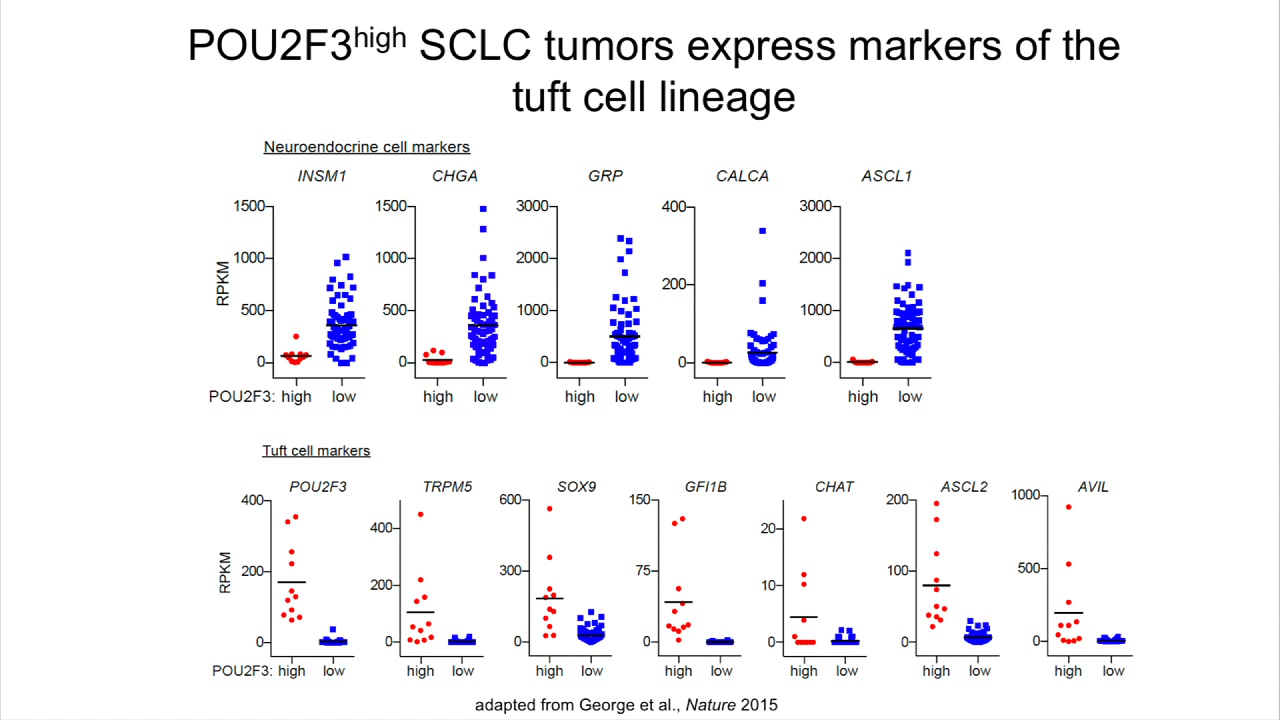 POU2F3high SCLC tumors express markers of the
tuft cell lineage
Neuroendocrine cell markers
INSM1 CHGA GRP CALCA ASCL1
RPKM
1500 1000 500 0
1500 1000 500 0
3000 2000 1000 0
400 200 0
3000 2000 1000 0
POU2F3: high low high low high low high low high low
Tuft cell markers
POU2F3 TRPM5 SOX9 GFI1B CHAT ASCL2 AVIL
RPKM
400 200 0
400 200 0
600 300 0
150 75 0
20 10 0
200 100 0
1000 500 0
POU2F3: high low high low high low high low high low high low high low
adapted from George et al., Nature 2015